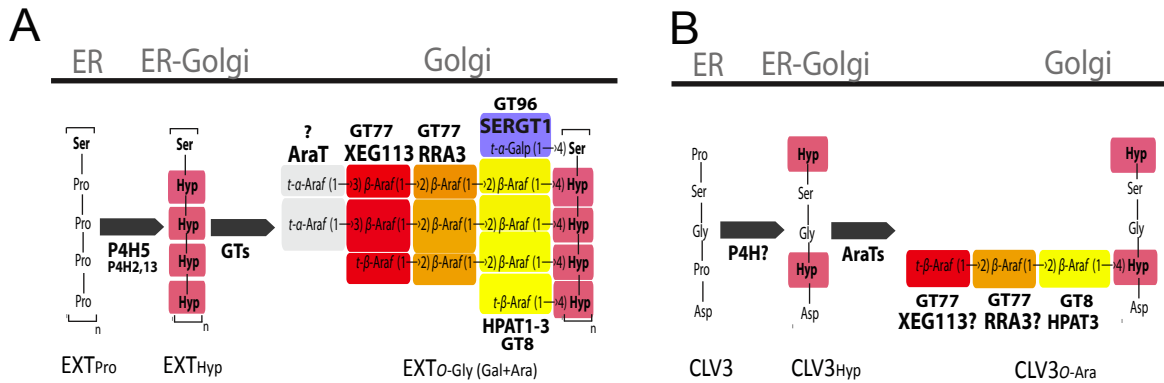 A
ER
ER-Golgi
Golgi
Ser
Pro
Pro
Pro
Pro
n
P4H5
P4H2,13
Ser
Hyp
Hyp
Hyp
Hyp
n
GTs
?
AraT
GT77
XEG113
GT77
RRA3
GT96
SERGT1
t-α-Galp (1→4) Ser
t-α-Araf (1→3) β-Araf (1→2) β-Araf (1→2) β-Araf (1→4) Hyp
t-α-Araf (1→3) β-Araf (1→2) β-Araf (1→2) β-Araf (1→4) Hyp
t-β-Araf (1→2) β-Araf (1→2) β-Araf (1→4) Hyp
t-β-Araf (1→4) Hyp
n
HPAT1-3
GT8
EXTPro
EXTHyp
EXTO-Gly (Gal+Ara)
B
ER
ER-Golgi
Golgi
Pro
Ser
Gly
Pro
Asp
P4H?
Hyp
Ser
Gly
Hyp
Asp
AraTs
Hyp
Ser
Gly
t-β-Araf (1→2) β-Araf (1→2) β-Araf (1→4) Hyp
Asp
GT77
XEG113?
GT77
RRA3?
GT8
HPAT3
CLV3
CLV3Hyp
CLV3O-Ara